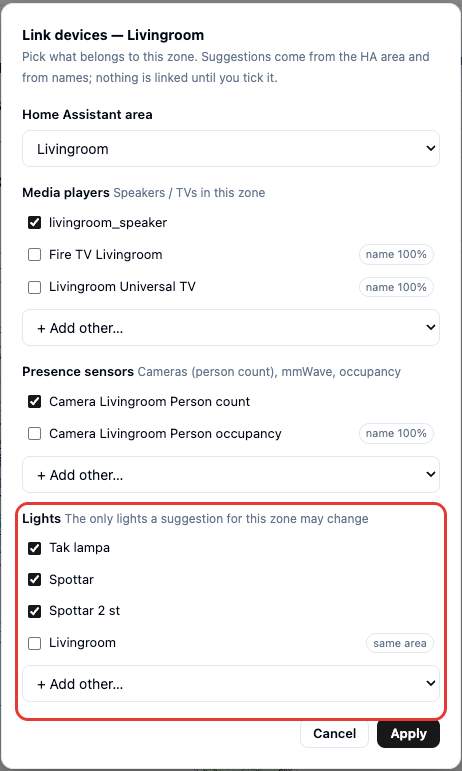 Link devices — Livingroom
Pick what belongs to this zone. Suggestions come from the HA area and
from names; nothing is linked until you tick it.
Home Assistant area
Livingroom
Media players Speakers / TVs in this zone
livingroom_speaker
Fire TV Livingroom name 100%
Livingroom Universal TV name 100%
+ Add other...
Presence sensors Cameras (person count), mmWave, occupancy
Camera Livingroom Person count
Camera Livingroom Person occupancy name 100%
+ Add other...
Lights The only lights a suggestion for this zone may change
Tak lampa
Spottar
Spottar 2 st
Livingroom same area
+ Add other...
Cancel Apply